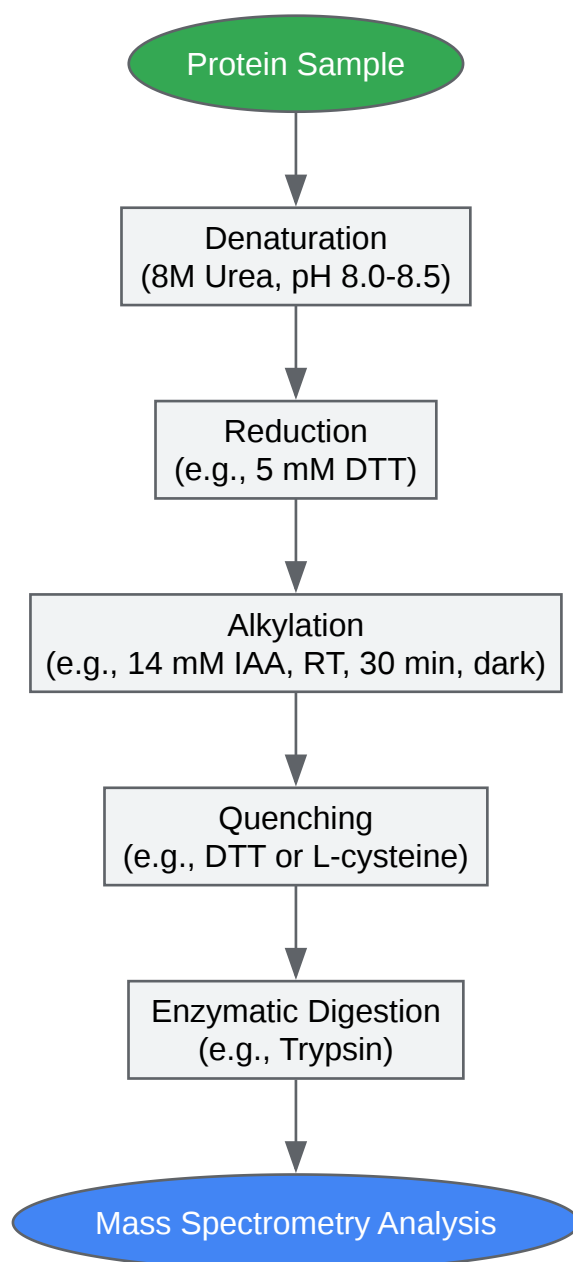 Protein Sample
Denaturation
(8M Urea, pH 8.0-8.5)
Reduction
(e.g., 5 mM DTT)
Alkylation
(e.g., 14 mM IAA, RT, 30 min, dark)
Quenching
(e.g., DTT or L-cysteine)
Enzymatic Digestion
(e.g., Trypsin)
Mass Spectrometry Analysis